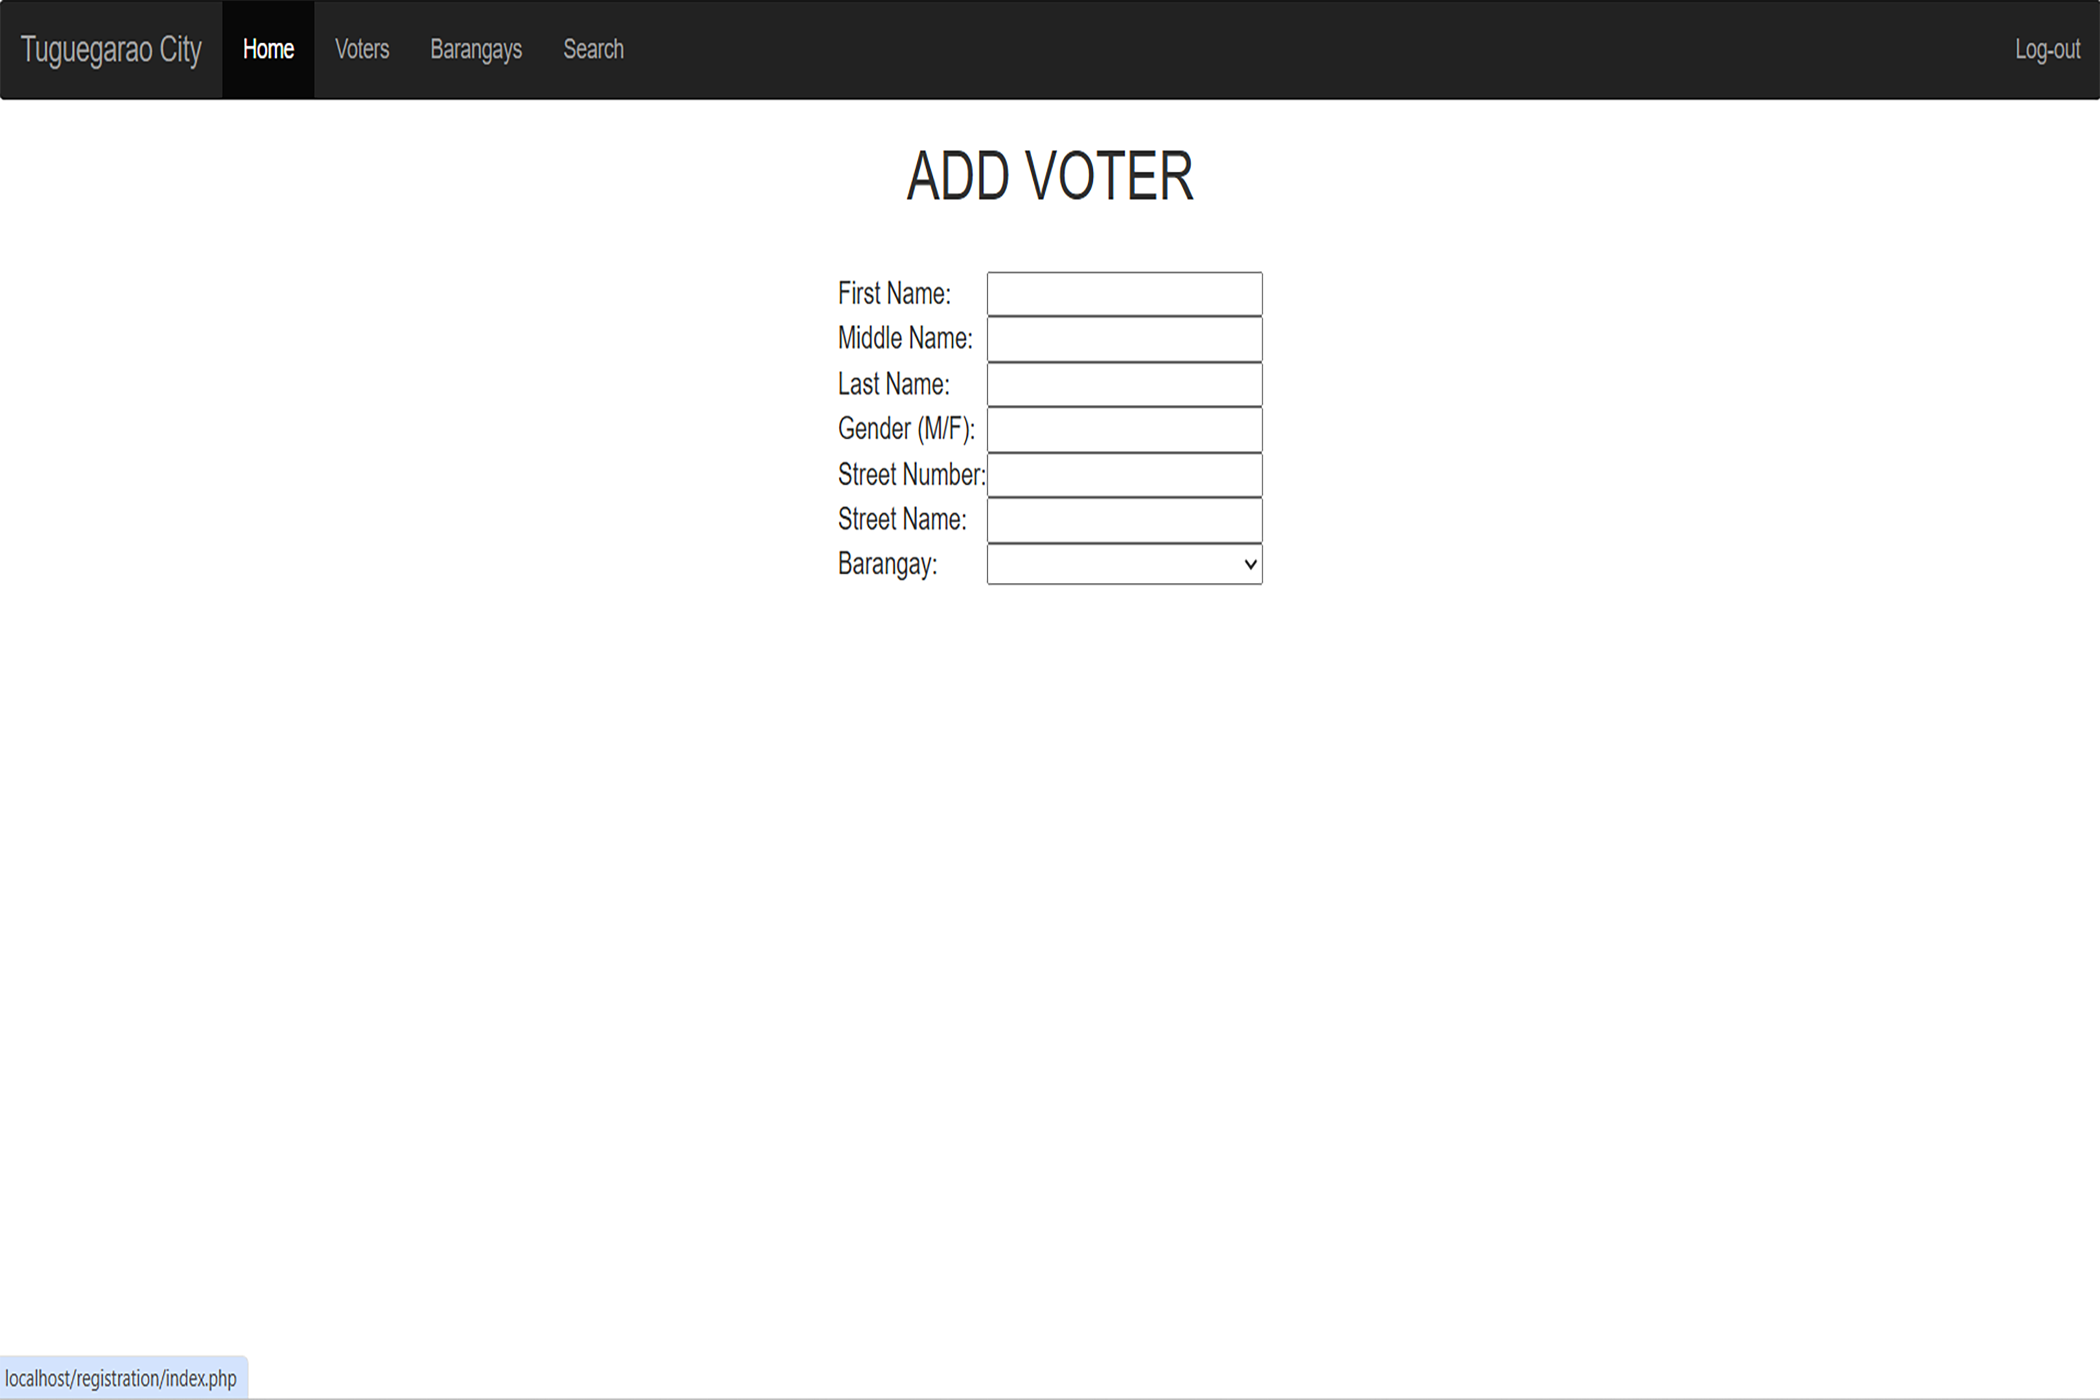 Tuguegarao City Home Voters Barangays Search Log-out
ADD VOTER
First Name:
Middle Name:
Last Name:
Gender (M/F):
Street Number:
Street Name:
Barangay:
localhost/registration/index.php